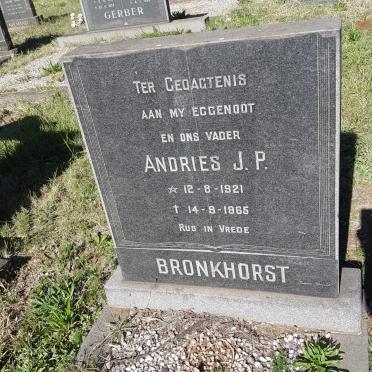 GERBER
TER GEDAGTENIS
AAN MY EGGENOOT
EN ONS VADER
ANDRIES J. P.
☆ 12-8-1921
† 14-9-1965
RUS IN VREDE
BRONKHORST